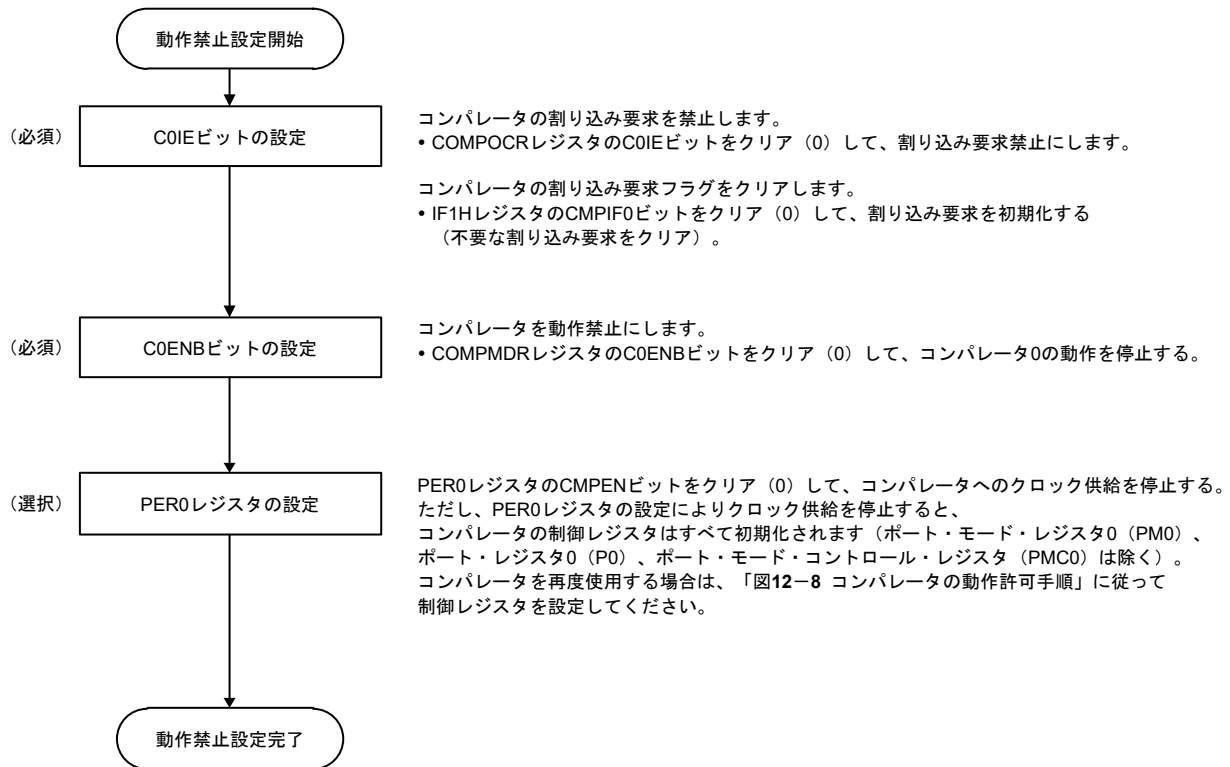 動作禁止設定開始
（必須）
C0IEビットの設定
コンパレータの割り込み要求を禁止します。
• COMPOCRレジスタのC0IEビットをクリア（0）して、割り込み要求禁止にします。
コンパレータの割り込み要求フラグをクリアします。
• IF1HレジスタのCMPIF0ビットをクリア（0）して、割り込み要求を初期化する
（不要な割り込み要求をクリア）。
（必須）
C0ENBビットの設定
コンパレータを動作禁止にします。
• COMPMDRレジスタのC0ENBビットをクリア（0）して、コンパレータ0の動作を停止する。
（選択）
PER0レジスタの設定
PER0レジスタのCMPENビットをクリア（0）して、コンパレータへのクロック供給を停止する。
ただし、PER0レジスタの設定によりクロック供給を停止すると、
コンパレータの制御レジスタはすべて初期化されます（ポート・モード・レジスタ0（PM0）、
ポート・レジスタ0（P0）、ポート・モード・コントロール・レジスタ（PMC0）は除く）。
コンパレータを再度使用する場合は、「図12－8 コンパレータの動作許可手順」に従って
制御レジスタを設定してください。
動作禁止設定完了